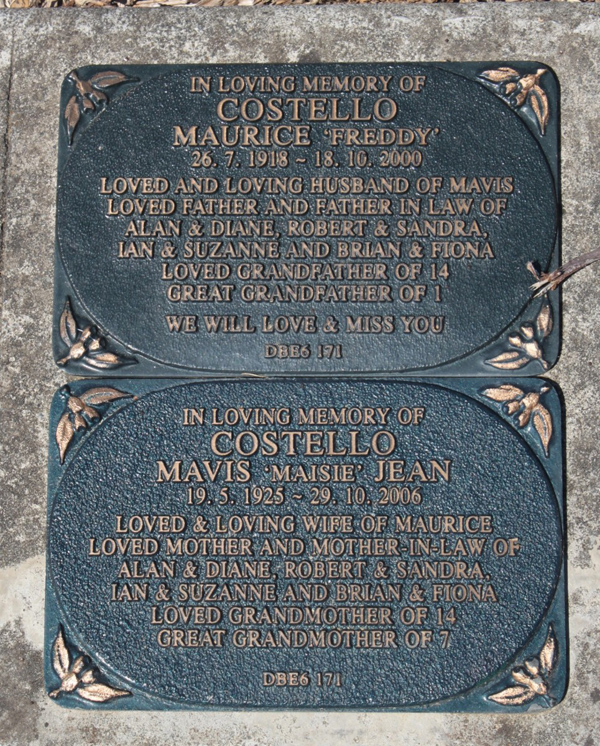 IN LOVING MEMORY OF
COSTELLO
MAURICE 'FREDDY'
26. 7. 1918 ~ 18. 10. 2000
LOVED AND LOVING HUSBAND OF MAVIS
LOVED FATHER AND FATHER IN LAW OF
ALAN & DIANE, ROBERT & SANDRA,
IAN & SUZANNE AND BRIAN & FIONA
LOVED GRANDFATHER OF 14
GREAT GRANDFATHER OF 1
WE WILL LOVE & MISS YOU
DBE6 171
IN LOVING MEMORY OF
COSTELLO
MAVIS 'MAISIE' JEAN
19. 5. 1925 ~ 29. 10. 2006
LOVED & LOVING WIFE OF MAURICE
LOVED MOTHER AND MOTHER-IN-LAW OF
ALAN & DIANE, ROBERT & SANDRA,
IAN & SUZANNE AND BRIAN & FIONA
LOVED GRANDMOTHER OF 14
GREAT GRANDMOTHER OF 7
DBE6 171